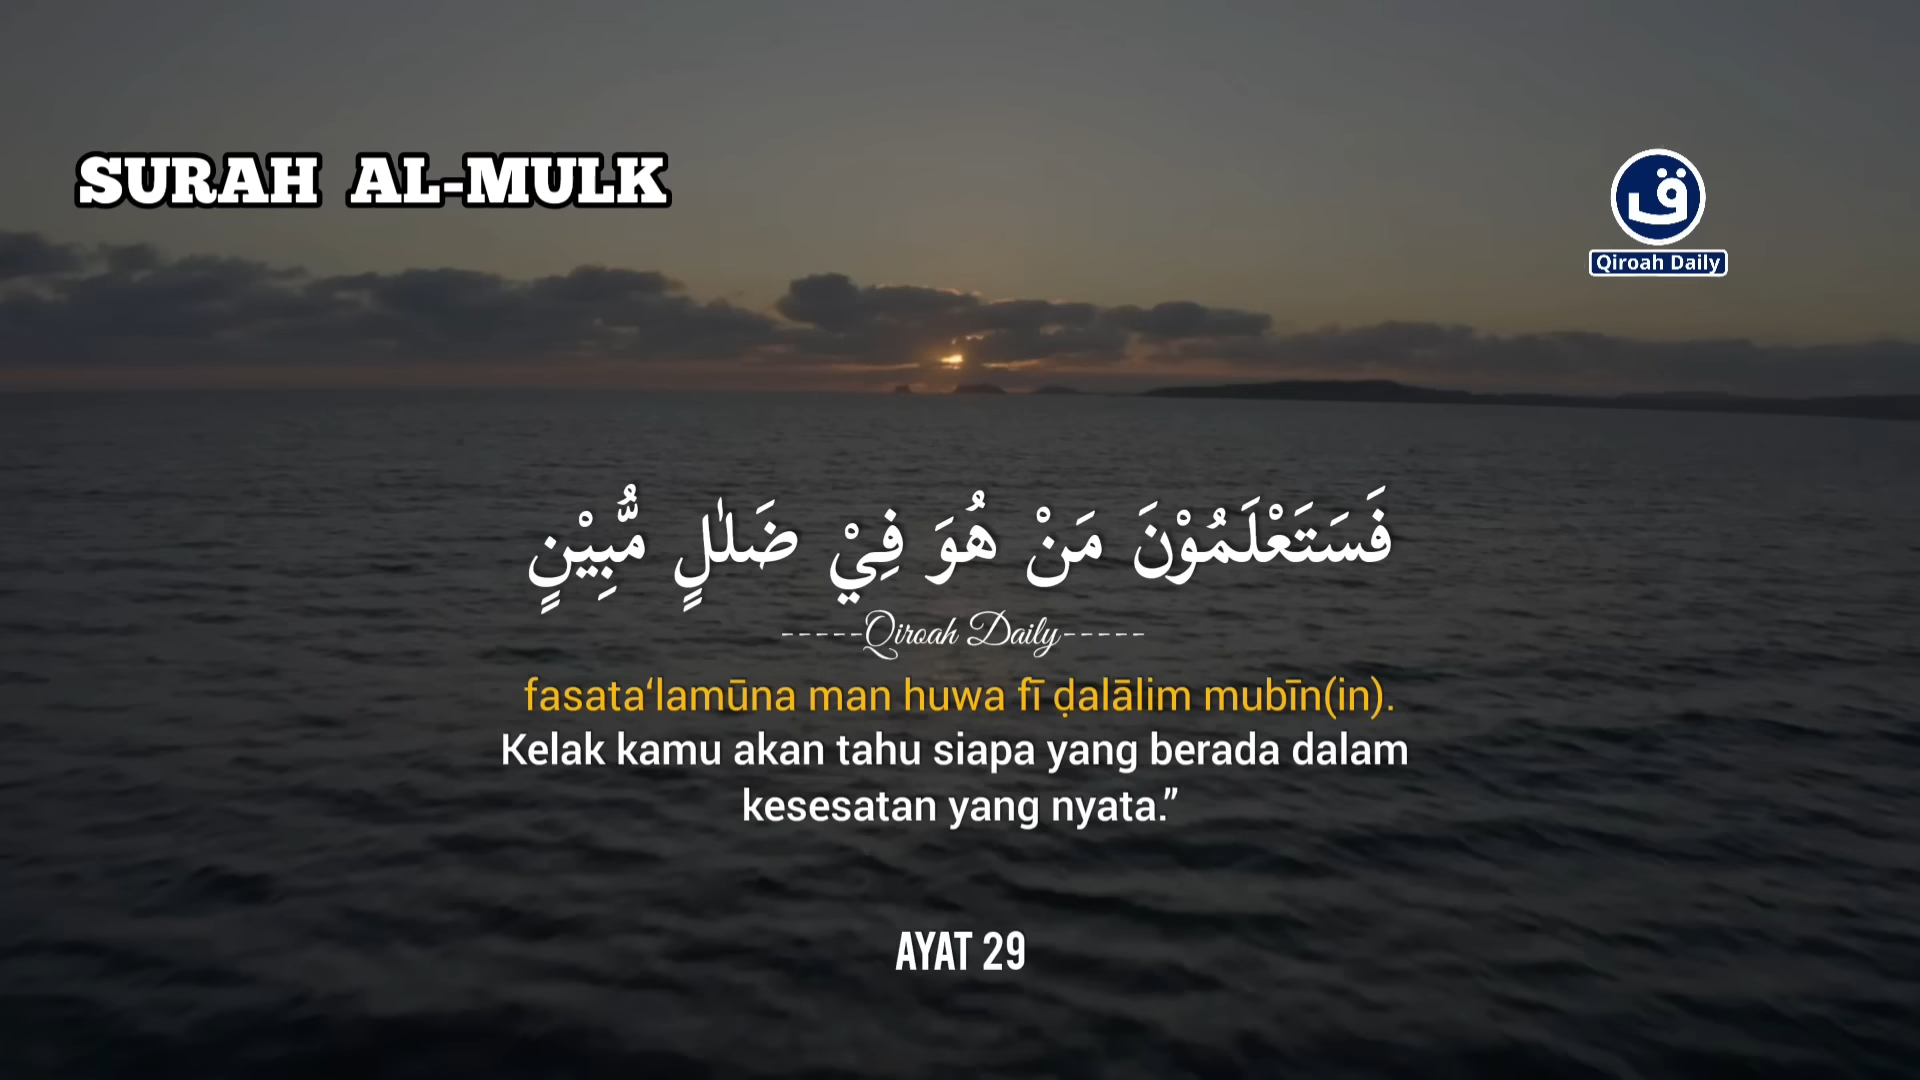 SURAH AL-MULK
ق
Qiroah Daily
فَسَتَعْلَمُوْنَ مَنْ هُوَ فِيْ ضَلٰلٍ مُّبِيْنٍ
-----Qiroah Daily-----
fasata‘lamūna man huwa fī ḍalālim mubīn(in).
Kelak kamu akan tahu siapa yang berada dalam
kesesatan yang nyata.”
AYAT 29